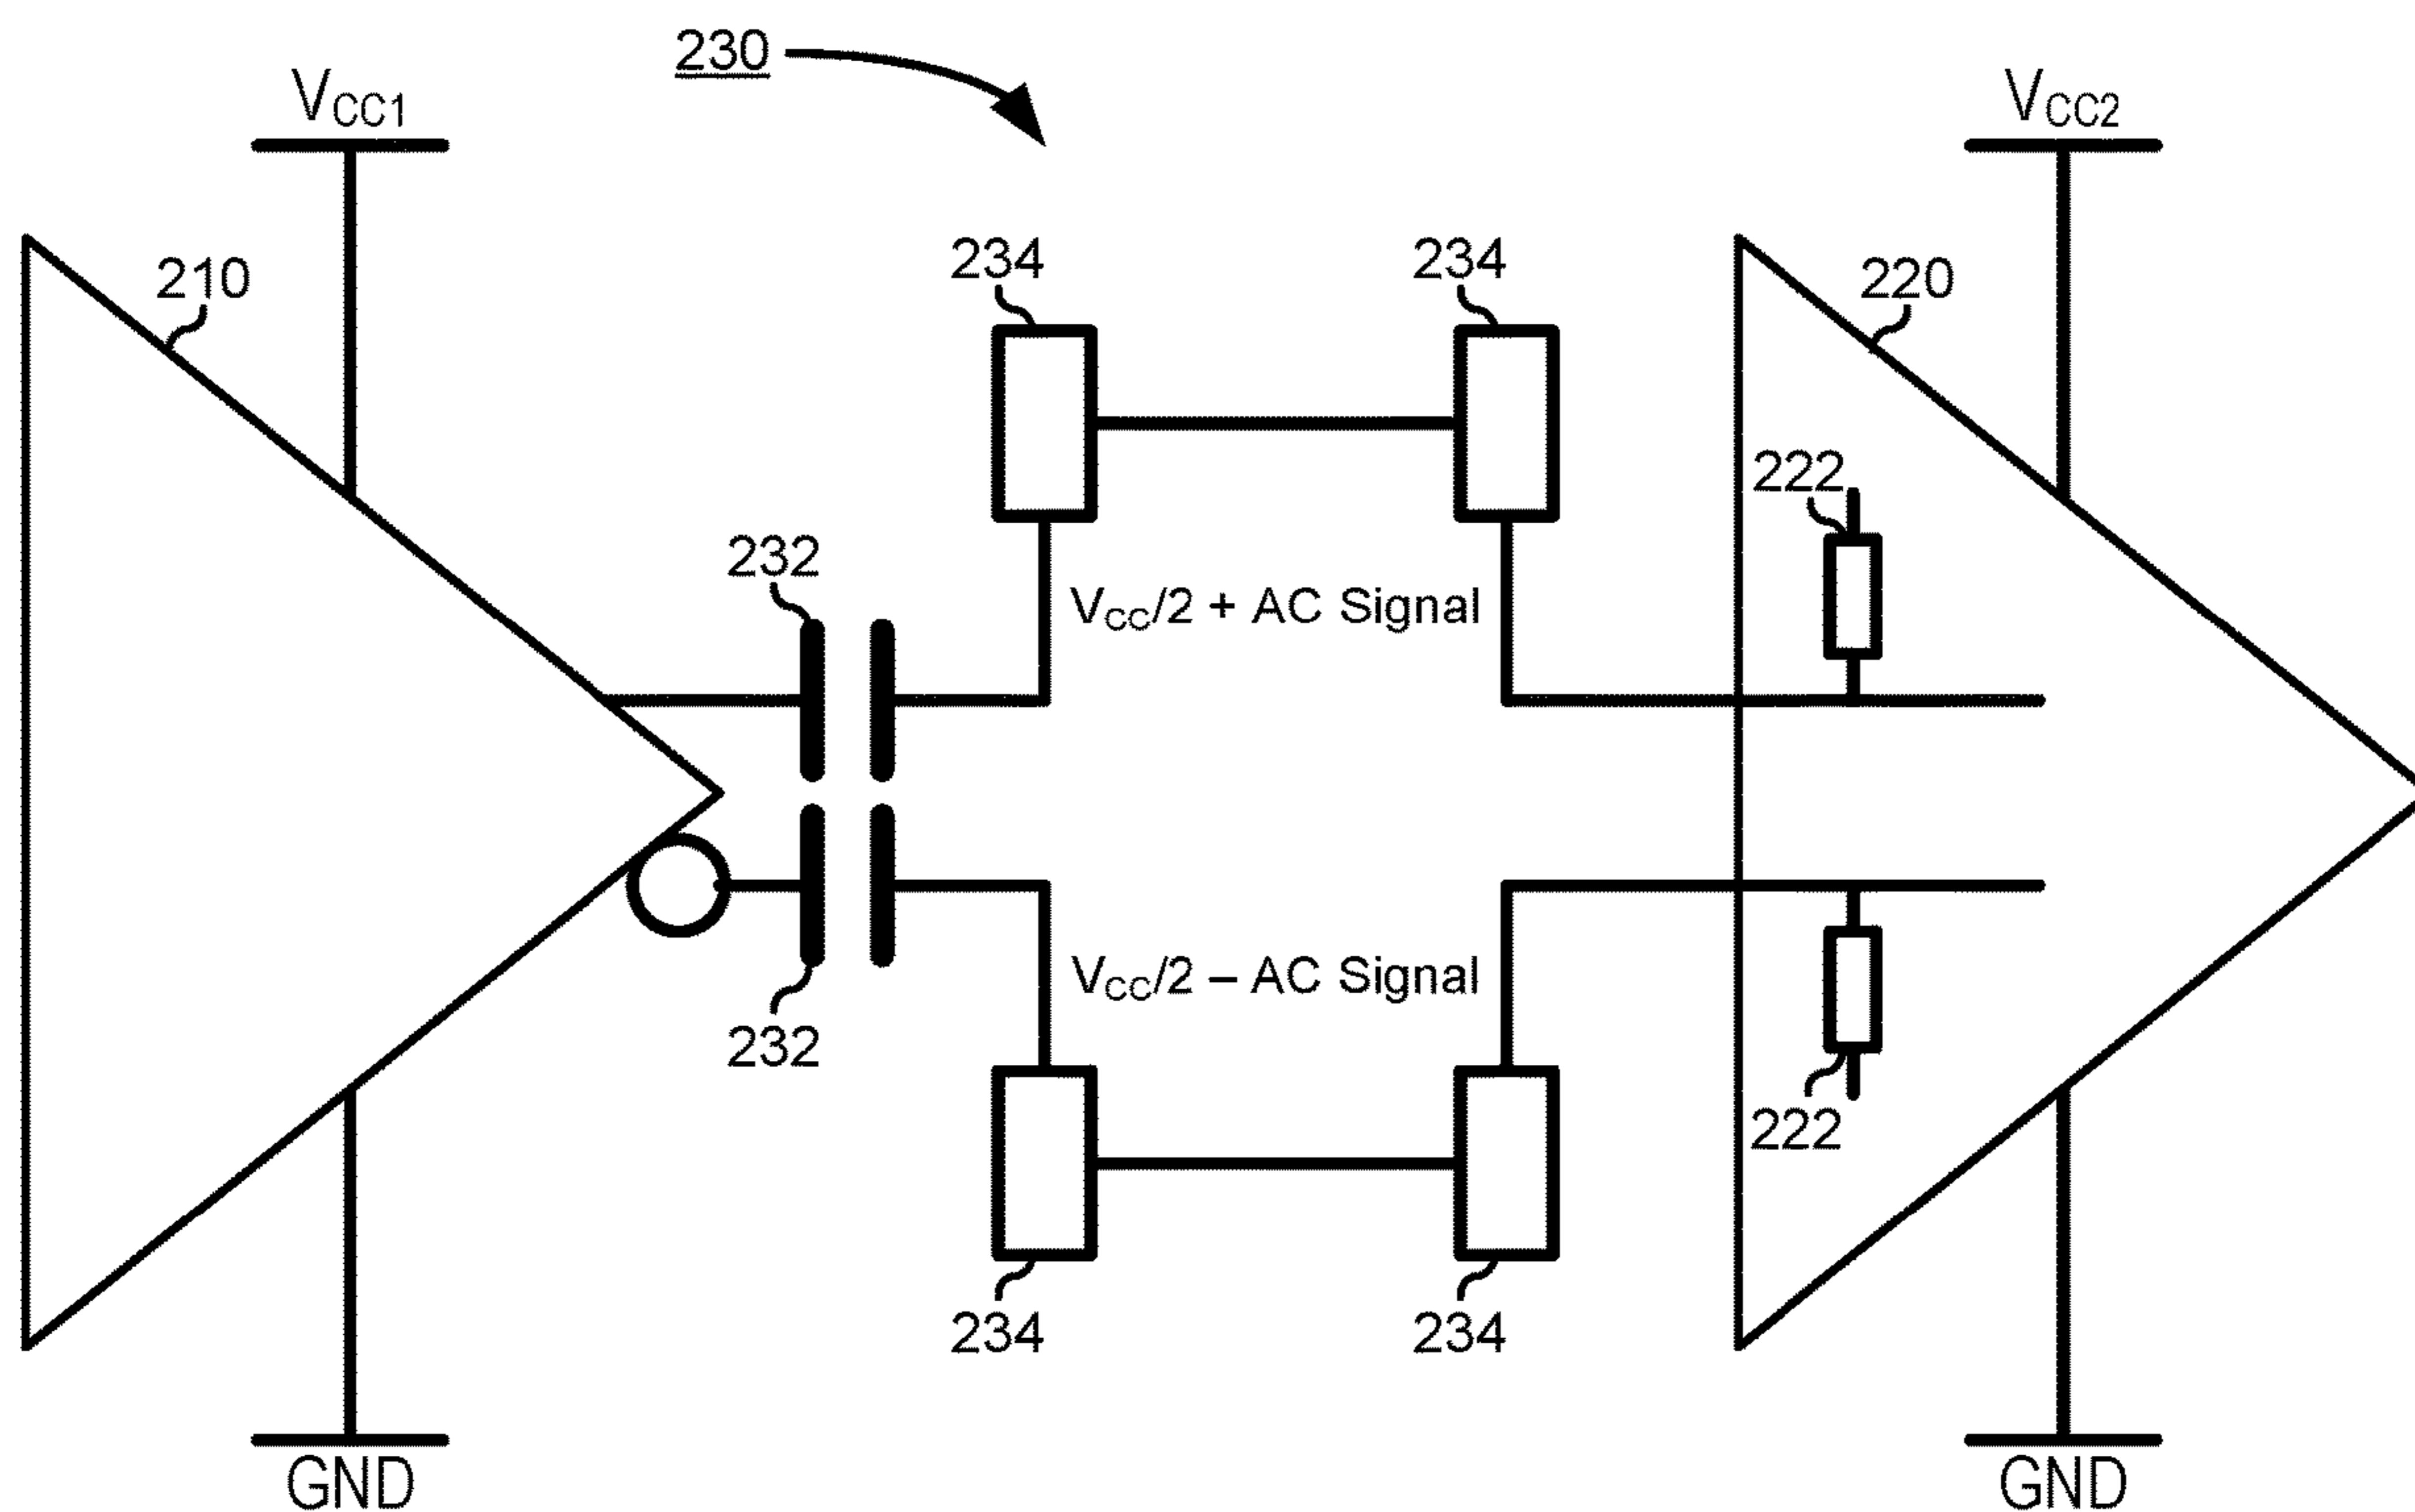 230
VCC1
VCC2
210
234
234
220
222
232
VCC/2 + AC Signal
VCC/2 – AC Signal
232
222
234
234
GND
GND